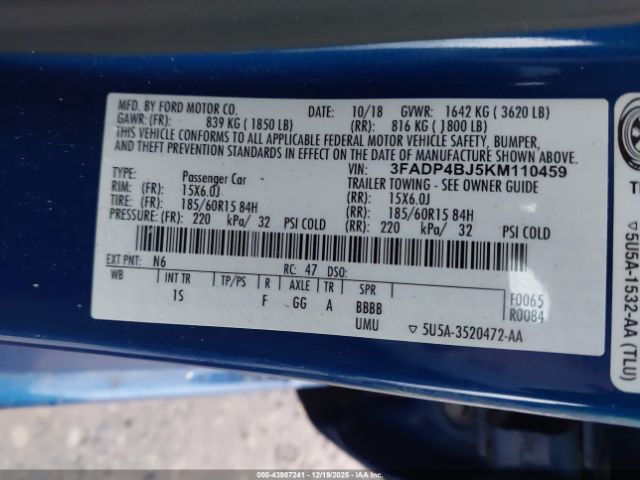 MFD. BY FORD MOTOR CO. DATE: 10/18 GVWR: 1642 KG ( 3620 LB)
GAWR: (FR): 839 KG ( 1850 LB) (RR): 816 KG ( 1800 LB)
THIS VEHICLE CONFORMS TO ALL APPLICABLE FEDERAL MOTOR VEHICLE SAFETY, BUMPER,
AND THEFT PREVENTION STANDARDS IN EFFECT ON THE DATE OF MANUFACTURE SHOWN ABOVE.
VIN: 3FADP4BJ5KM110459
TYPE: Passenger Car TRAILER TOWING - SEE OWNER GUIDE
RIM: (FR): 15X6.0J (RR): 15X6.0J
TIRE: (FR): 185/60R15 84H (RR): 185/60R15 84H
PRESSURE: (FR): 220 kPa/ 32 PSI COLD (RR): 220 kPa/ 32 PSI COLD
EXT PNT: N6 RC: 47 DSO:
WB INT TR TP/PS R AXLE TR SPR
1S F GG A BBBB
UMU
F0065
R0084
▽ 5U5A-3520472-AA
▽ 5U5A-1532-AA (TLU)
000-43987241 - 12/19/2025 - IAAI.COM